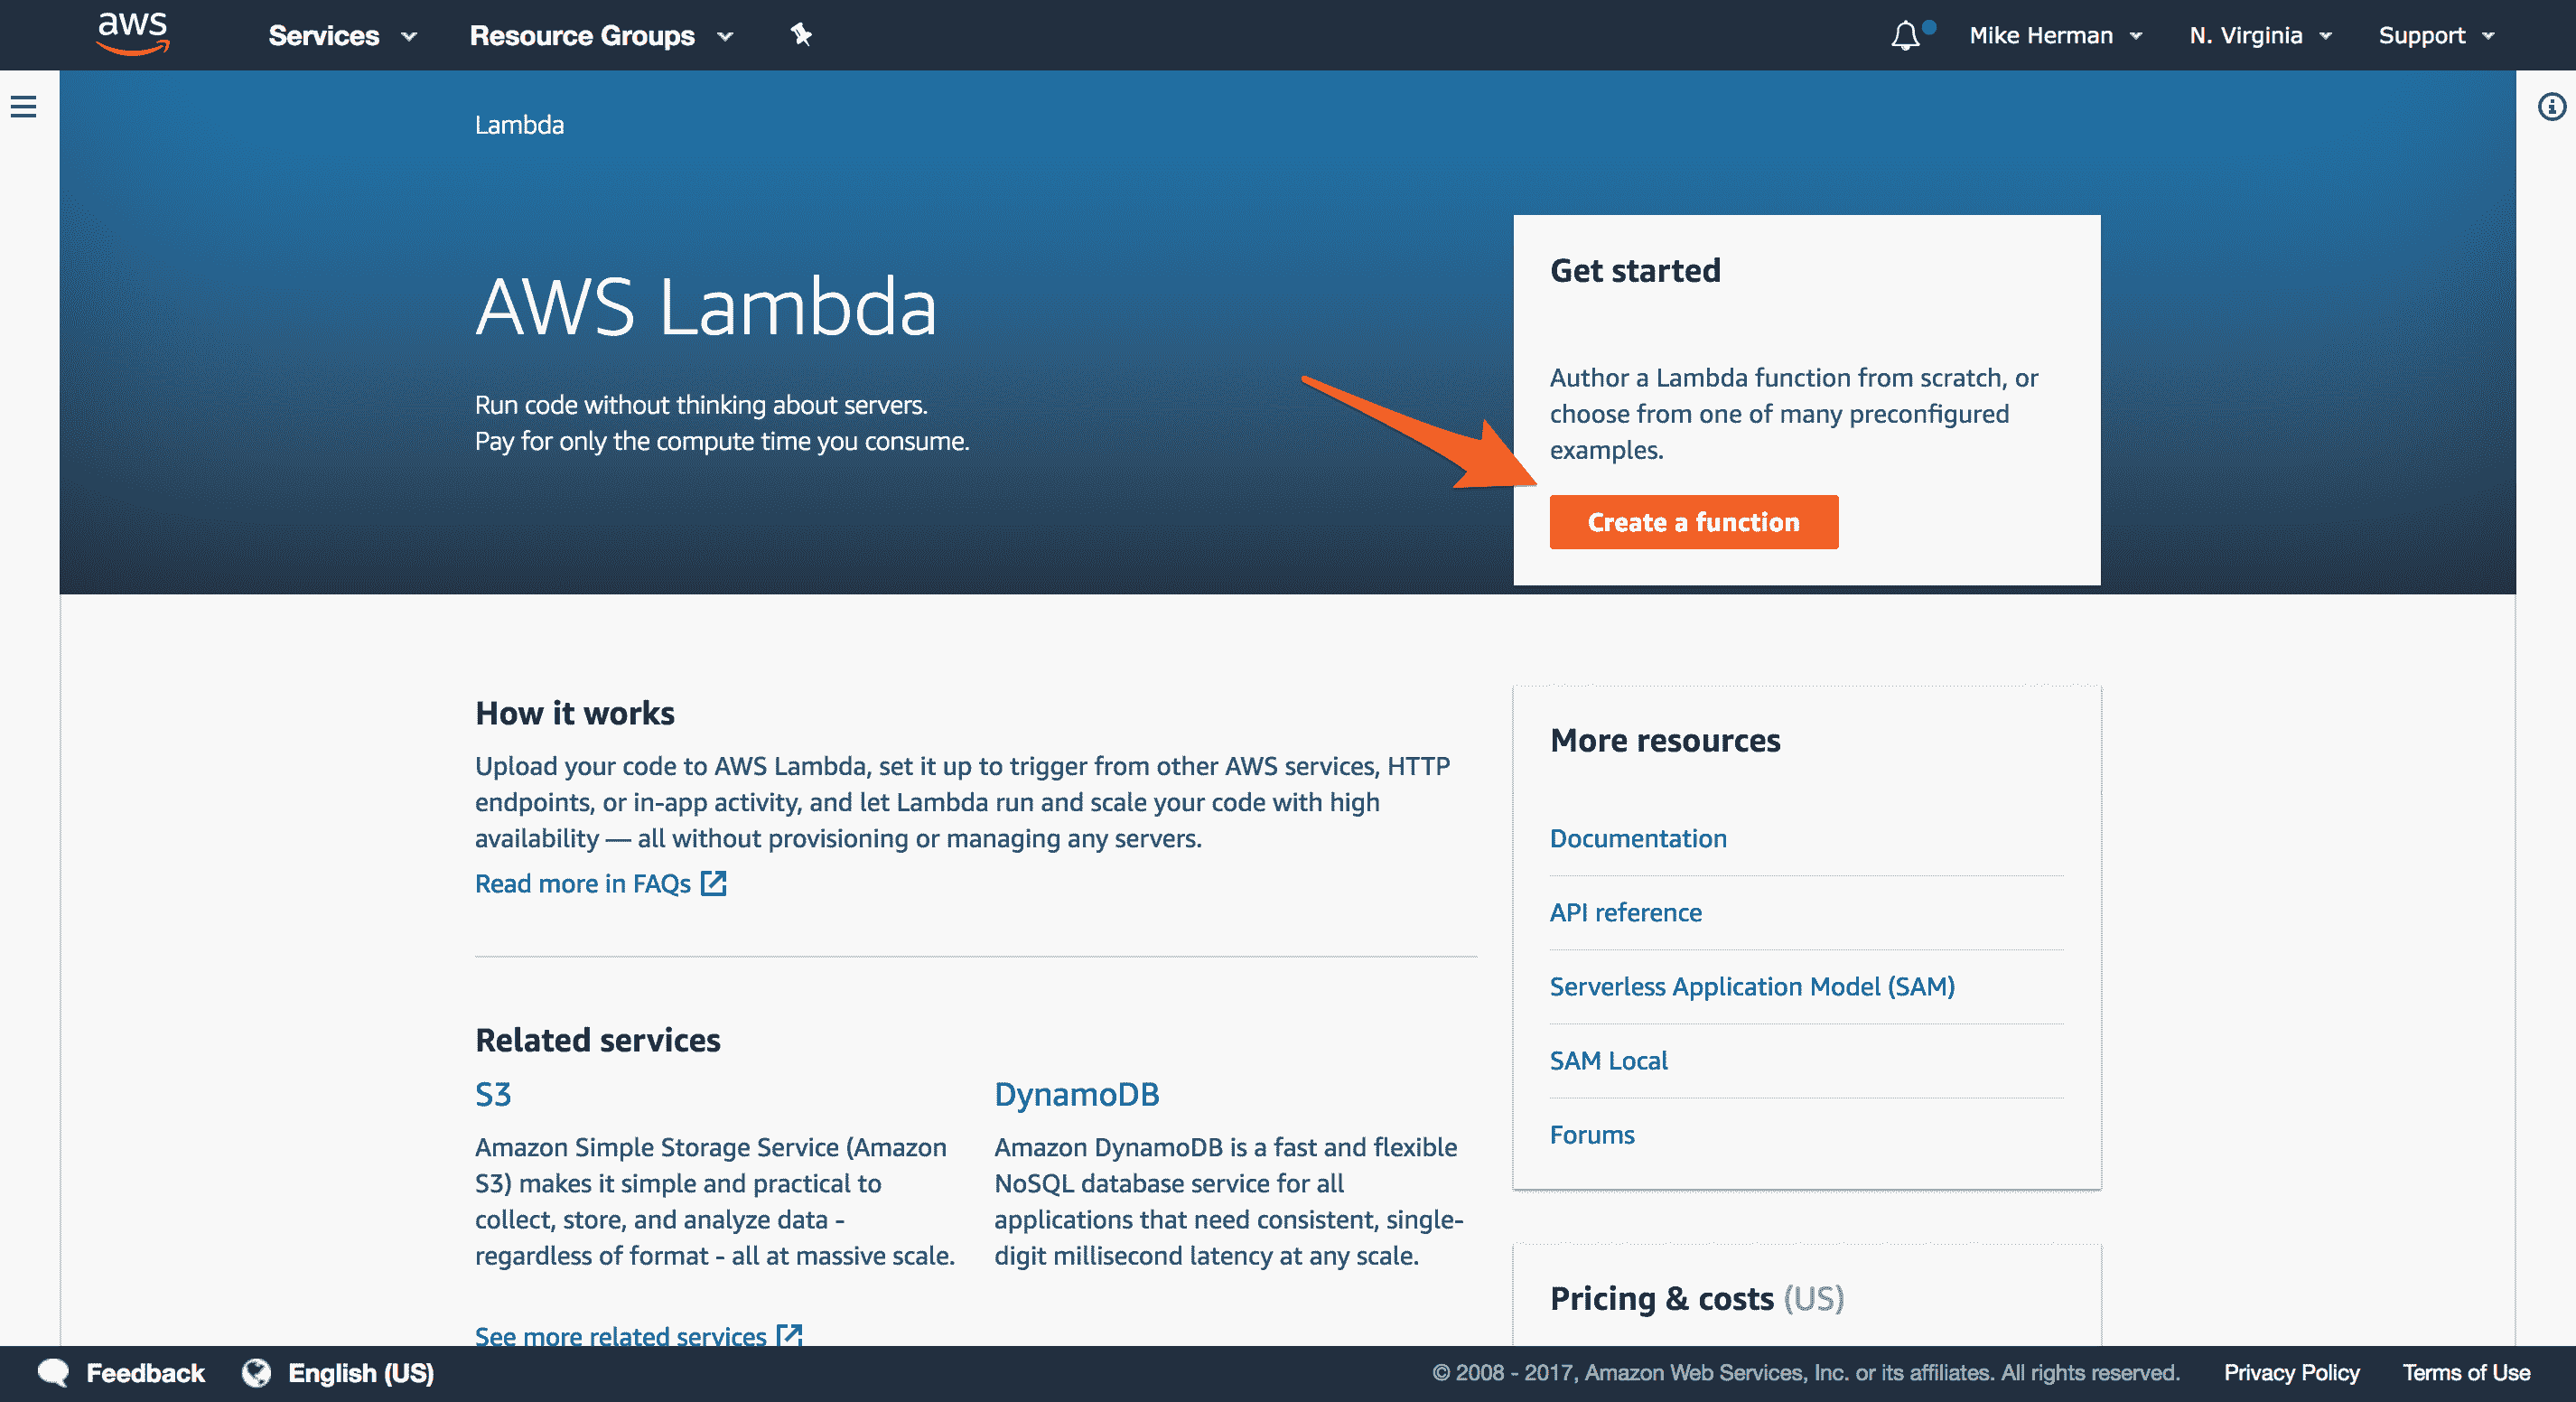 aws
Services
Resource Groups
Mike Herman
N. Virginia
Support
Lambda
AWS Lambda
Run code without thinking about servers.
Pay for only the compute time you consume.
Get started
Author a Lambda function from scratch, or
choose from one of many preconfigured
examples.
Create a function
How it works
Upload your code to AWS Lambda, set it up to trigger from other AWS services, HTTP
endpoints, or in-app activity, and let Lambda run and scale your code with high
availability — all without provisioning or managing any servers.
Read more in FAQs
Related services
S3
Amazon Simple Storage Service (Amazon
S3) makes it simple and practical to
collect, store, and analyze data -
regardless of format - all at massive scale.
DynamoDB
Amazon DynamoDB is a fast and flexible
NoSQL database service for all
applications that need consistent, single-
digit millisecond latency at any scale.
See more related services
More resources
Documentation
API reference
Serverless Application Model (SAM)
SAM Local
Forums
Pricing & costs (US)
Feedback
English (US)
© 2008 - 2017, Amazon Web Services, Inc. or its affiliates. All rights reserved.
Privacy Policy
Terms of Use